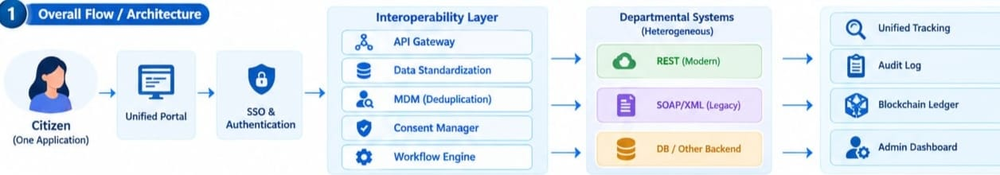 1 Overall Flow / Architecture
Citizen
(One Application)
Unified Portal
SSO &
Authentication
Interoperability Layer
API Gateway
Data Standardization
MDM (Deduplication)
Consent Manager
Workflow Engine
Departmental Systems
(Heterogeneous)
REST (Modern)
SOAP/XML (Legacy)
DB / Other Backend
Unified Tracking
Audit Log
Blockchain Ledger
Admin Dashboard